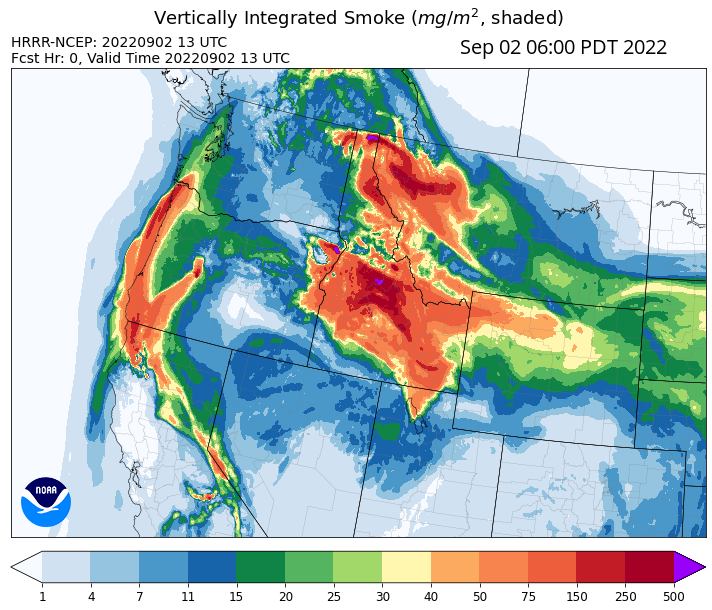 Vertically Integrated Smoke (mg/m², shaded)
HRRR-NCEP: 20220902 13 UTC
Fcst Hr: 0, Valid Time 20220902 13 UTC
Sep 02 06:00 PDT 2022
NOAA
1 4 7 11 15 20 25 30 40 50 75 150 250 500